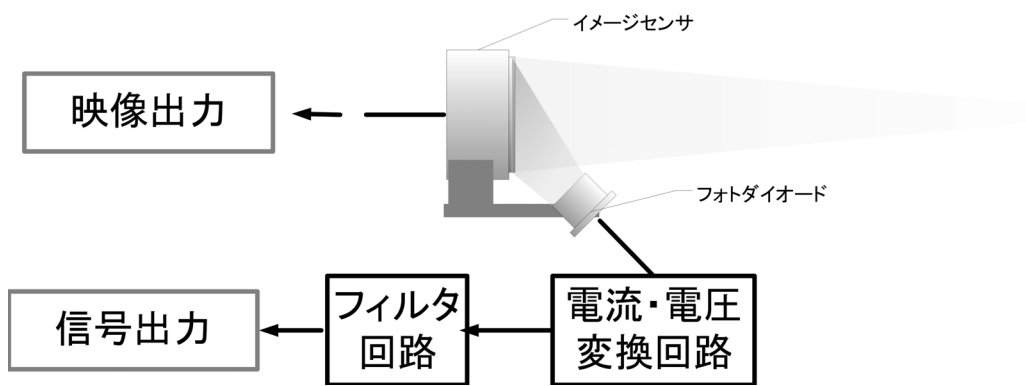 イメージセンサ
映像出力
フォトダイオード
信号出力
フィルタ
回路
電流・電圧
変換回路